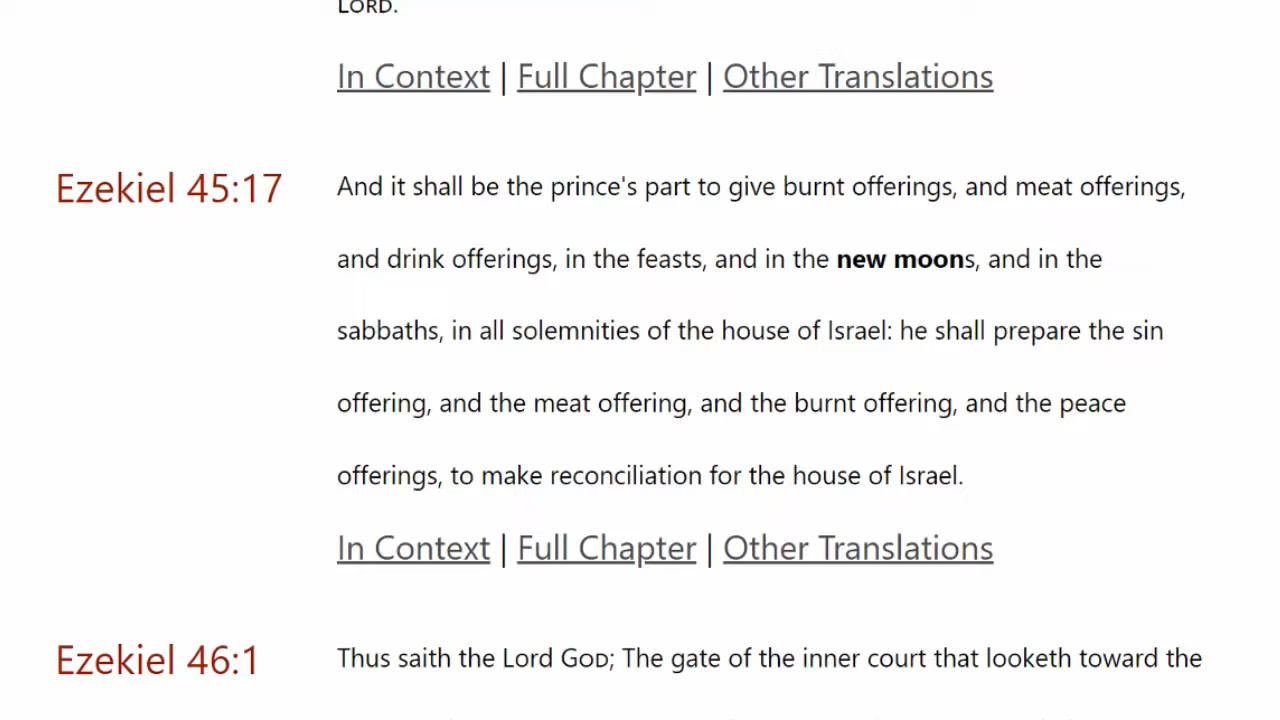 LORD.
In Context | Full Chapter | Other Translations
Ezekiel 45:17 And it shall be the prince's part to give burnt offerings, and meat offerings,
and drink offerings, in the feasts, and in the new moons, and in the
sabbaths, in all solemnities of the house of Israel: he shall prepare the sin
offering, and the meat offering, and the burnt offering, and the peace
offerings, to make reconciliation for the house of Israel.
In Context | Full Chapter | Other Translations
Ezekiel 46:1 Thus saith the Lord GOD; The gate of the inner court that looketh toward the